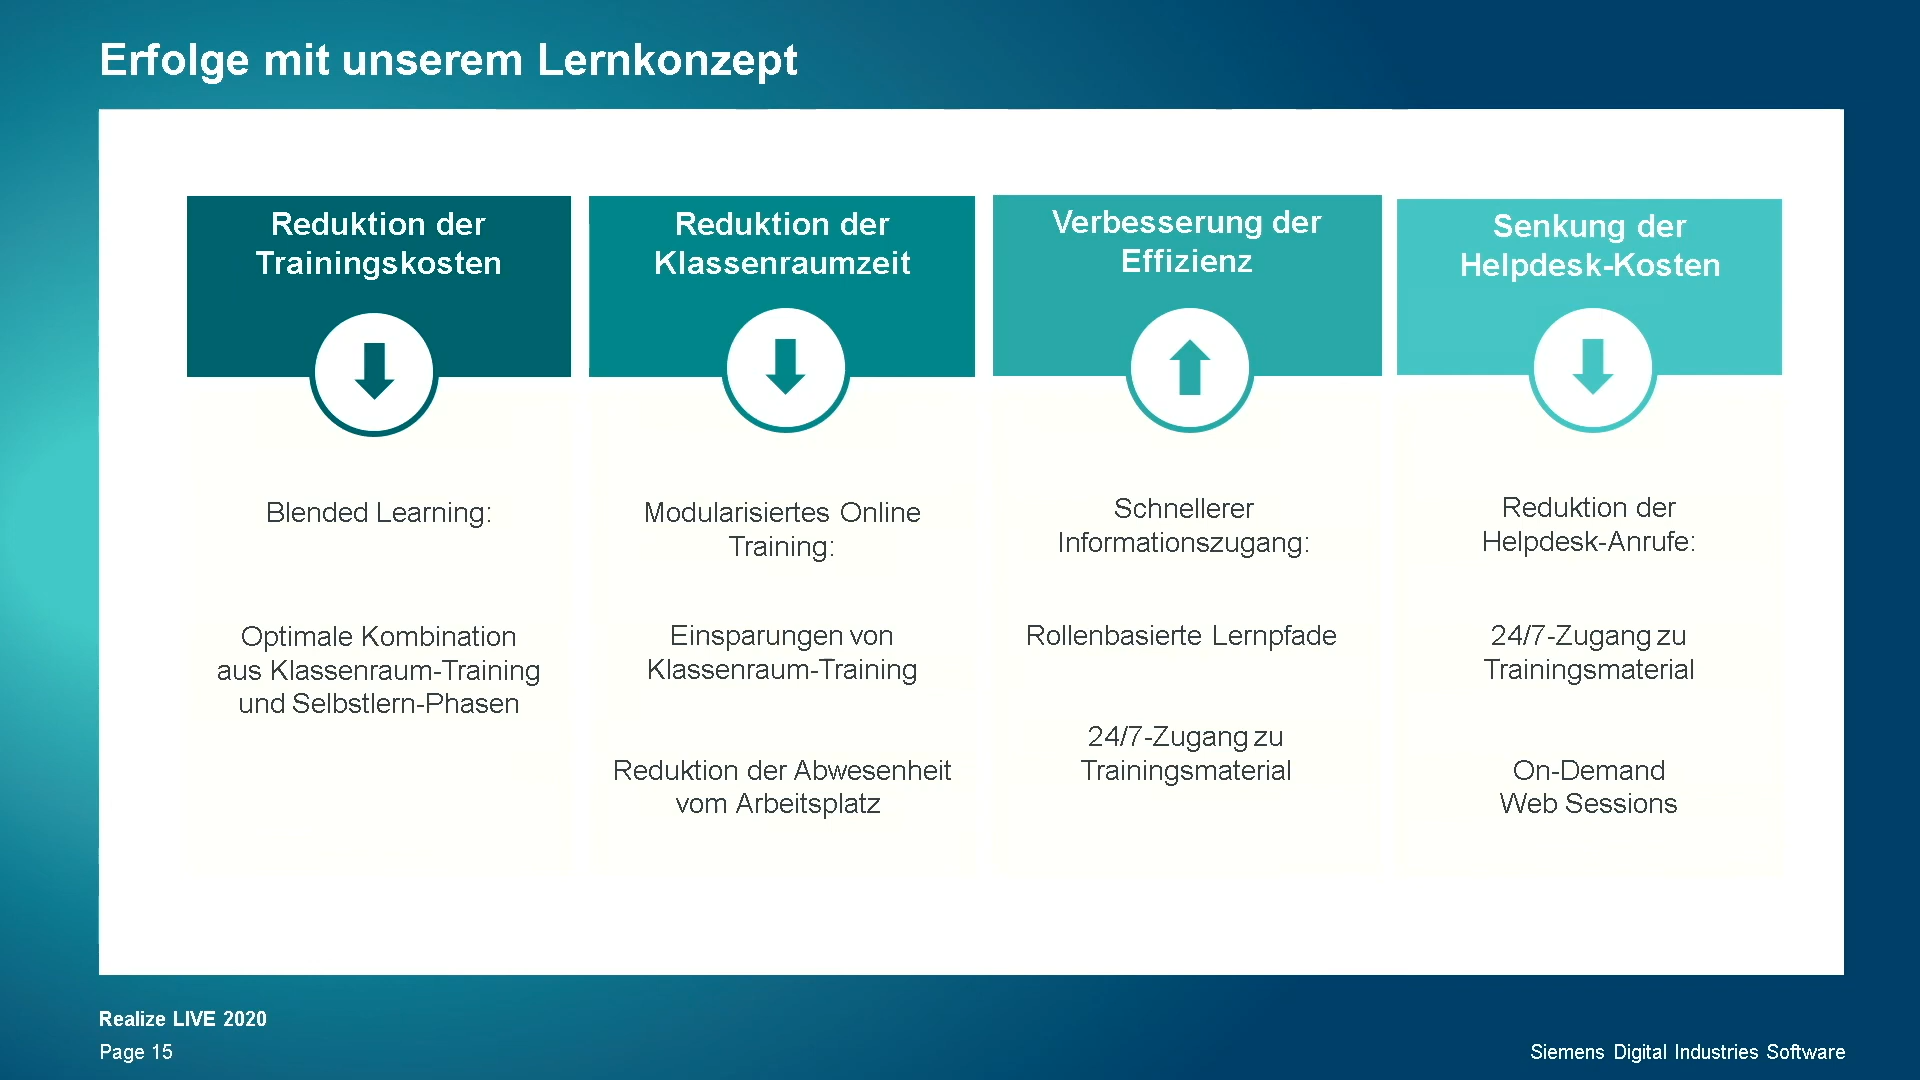 Erfolge mit unserem Lernkonzept
Reduktion der
Trainingskosten
Blended Learning:
Optimale Kombination
aus Klassenraum-Training
und Selbstlern-Phasen
Reduktion der
Klassenraumzeit
Modularisiertes Online
Training:
Einsparungen von
Klassenraum-Training
Reduktion der Abwesenheit
vom Arbeitsplatz
Verbesserung der
Effizienz
Schnellerer
Informationszugang:
Rollenbasierte Lernpfade
24/7-Zugang zu
Trainingsmaterial
Senkung der
Helpdesk-Kosten
Reduktion der
Helpdesk-Anrufe:
24/7-Zugang zu
Trainingsmaterial
On-Demand
Web Sessions
Realize LIVE 2020
Page 15
Siemens Digital Industries Software